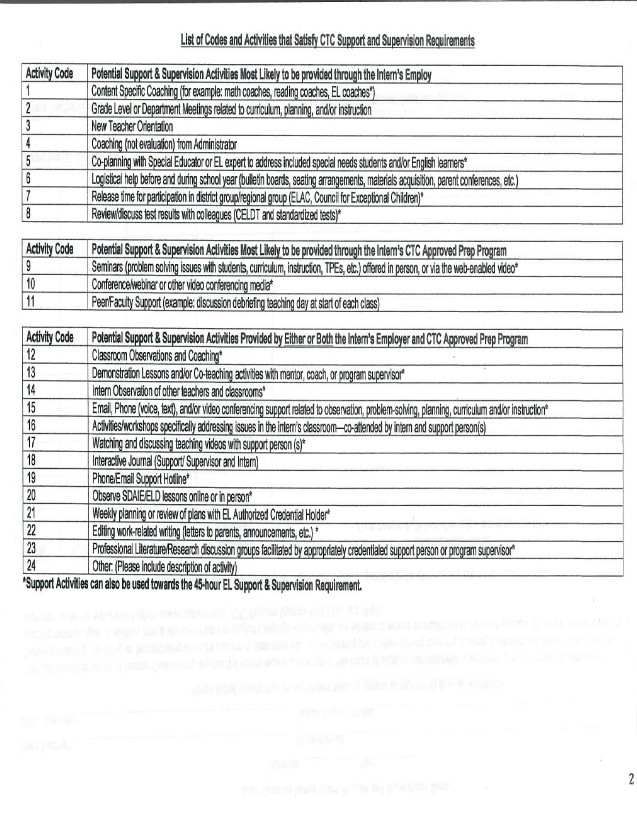 List of Codes and Activities that Satisfy CTC Support and Supervision Requirements
Activity Code Potential Support & Supervision Activities Most Likely to be provided through the Intern's Employ
1 Content Specific Coaching (for example: math coaches, reading coaches, EL coaches*)
2 Grade Level or Department Meetings related to curriculum, planning, and/or instruction
3 New Teacher Orientation
4 Coaching (not evaluation) from Administrator
5 Co-planning with Special Educator or EL expert to address included special needs students and/or English learners*
6 Logistical help before and during school year (bulletin boards, seating arrangements, materials acquisition, parent conferences, etc.)
7 Release time for participation in district group/regional group (ELAC, Council for Exceptional Children)*
8 Review/discuss test results with colleagues (CELDT and standardized tests)*
Activity Code Potential Support & Supervision Activities Most Likely to be provided through the Intern's CTC Approved Prep Program
9 Seminars (problem solving issues with students, curriculum, instruction, TPEs, etc.) offered in person, or via the web-enabled video*
10 Conference/webinar or other video conferencing media*
11 Peer/Faculty Support (example: discussion debriefing teaching day at start of each class)
Activity Code Potential Support & Supervision Activities Provided by Either or Both the Intern's Employer and CTC Approved Prep Program
12 Classroom Observations and Coaching*
13 Demonstration Lessons and/or Co-teaching activities with mentor, coach, or program supervisor*
14 Intern Observation of other teachers and classrooms*
15 Email, Phone (voice, text), and/or video conferencing support related to observation, problem-solving, planning, curriculum and/or instruction*
16 Activities/workshops specifically addressing issues in the intern's classroom—co-attended by intern and support person(s)
17 Watching and discussing teaching videos with support person (s)*
18 Interactive Journal (Support/ Supervisor and Intern)
19 Phone/Email Support Hotline*
20 Observe SDAIE/ELD lessons online or in person*
21 Weekly planning or review of plans with EL Authorized Credential Holder*
22 Editing work-related writing (letters to parents, announcements, etc.) *
23 Professional Literature/Research discussion groups facilitated by appropriately credentialed support person or program supervisor*
24 Other: (Please include description of activity)
*Support Activities can also be used towards the 45-hour EL Support & Supervision Requirement.
2